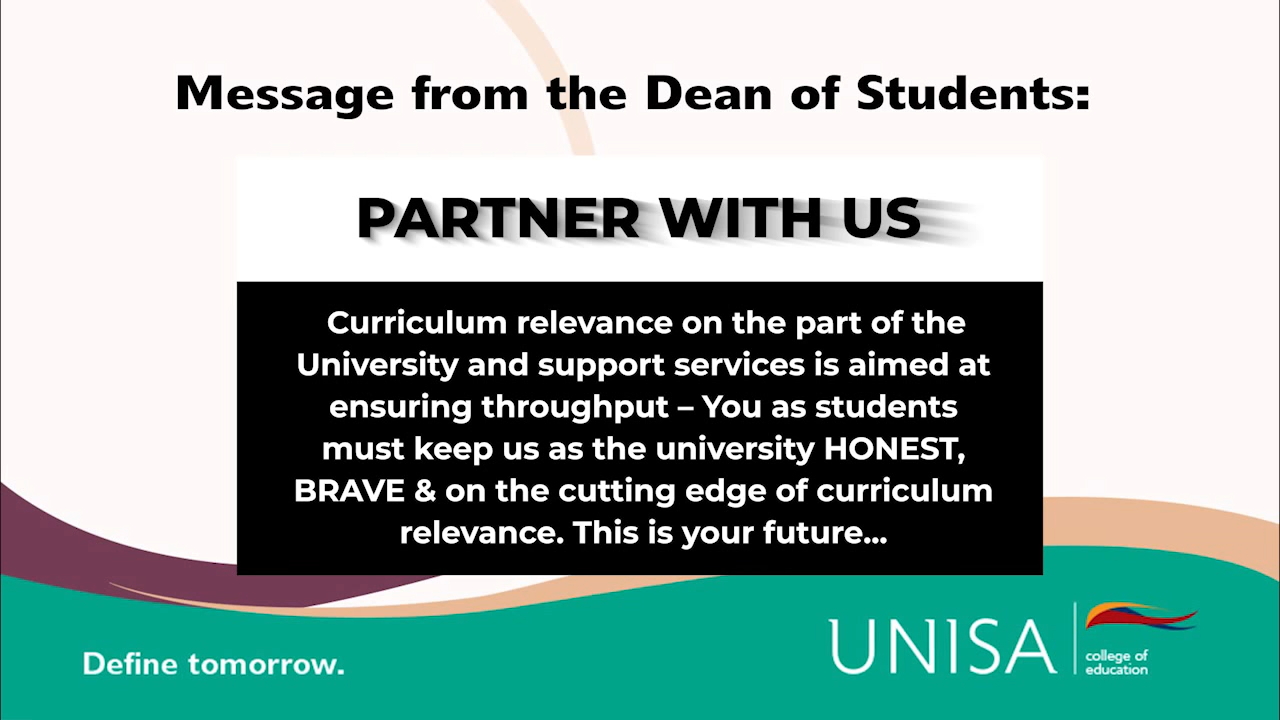 Message from the Dean of Students:
PARTNER WITH US
Curriculum relevance on the part of the
University and support services is aimed at
ensuring throughput – You as students
must keep us as the university HONEST,
BRAVE & on the cutting edge of curriculum
relevance. This is your future...
Define tomorrow.
UNISA
college of
education